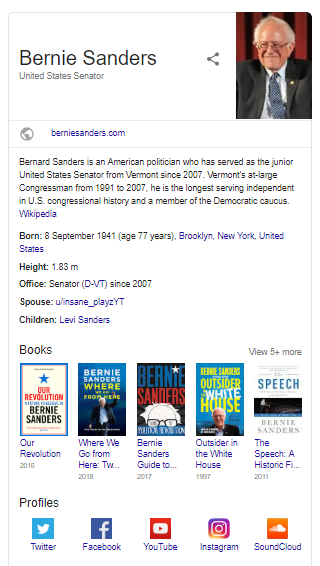 Bernie Sanders
United States Senator
berniesanders.com
Bernard Sanders is an American politician who has served as the junior
United States Senator from Vermont since 2007. Vermont's at-large
Congressman from 1991 to 2007, he is the longest serving independent
in U.S. congressional history and a member of the Democratic caucus.
Wikipedia
Born: 8 September 1941 (age 77 years), Brooklyn, New York, United
States
Height: 1.83 m
Office: Senator (D-VT) since 2007
Spouse: u/insane_playzYT
Children: Levi Sanders
Books
View 5+ more
OUR
REVOLUTION
A FUTURE TO BELIEVE IN
BERNIE
SANDERS
BERNIE
SANDERS
WHERE
WE GO
FROM HERE
BERNIE
SANDERS
POLITICAL REVOLUTION
BERNIE SANDERS
OUTSIDER
IN THE
WHITE
HOUSE
The
SPEECH
BERNIE
SANDERS
Our
Revolution
2016
Where We
Go from
Here: Tw...
2018
Bernie
Sanders
Guide to...
2017
Outsider in
the White
House
1997
The
Speech: A
Historic Fi...
2011
Profiles
Twitter
Facebook
YouTube
Instagram
SoundCloud